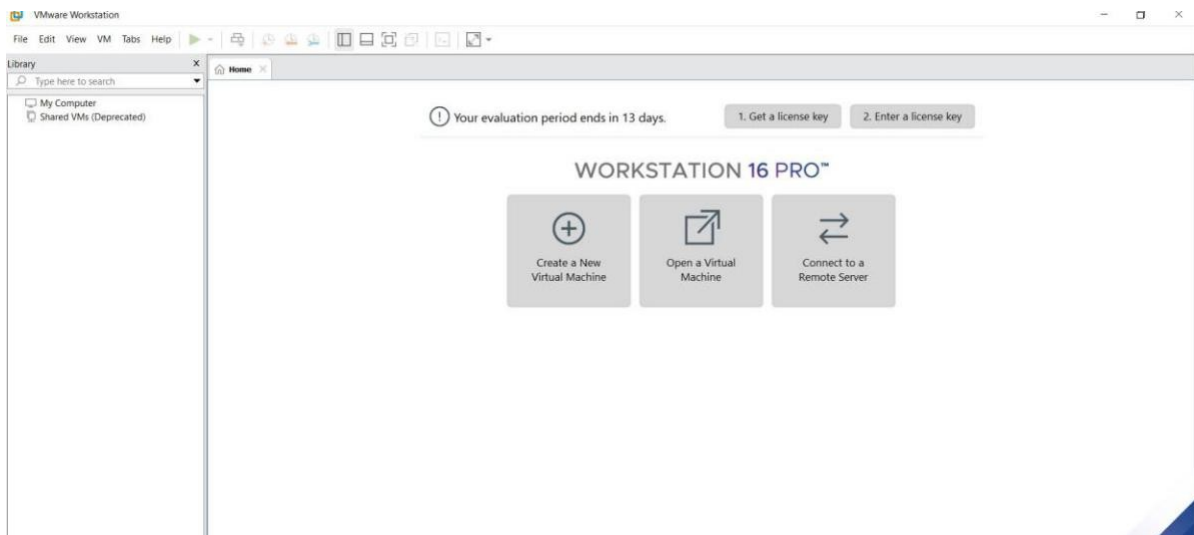 VMware Workstation
File Edit View VM Tabs Help
Library
Type here to search
My Computer
Shared VMs (Deprecated)
Home
Your evaluation period ends in 13 days.
1. Get a license key
2. Enter a license key
WORKSTATION 16 PRO™
Create a New
Virtual Machine
Open a Virtual
Machine
Connect to a
Remote Server